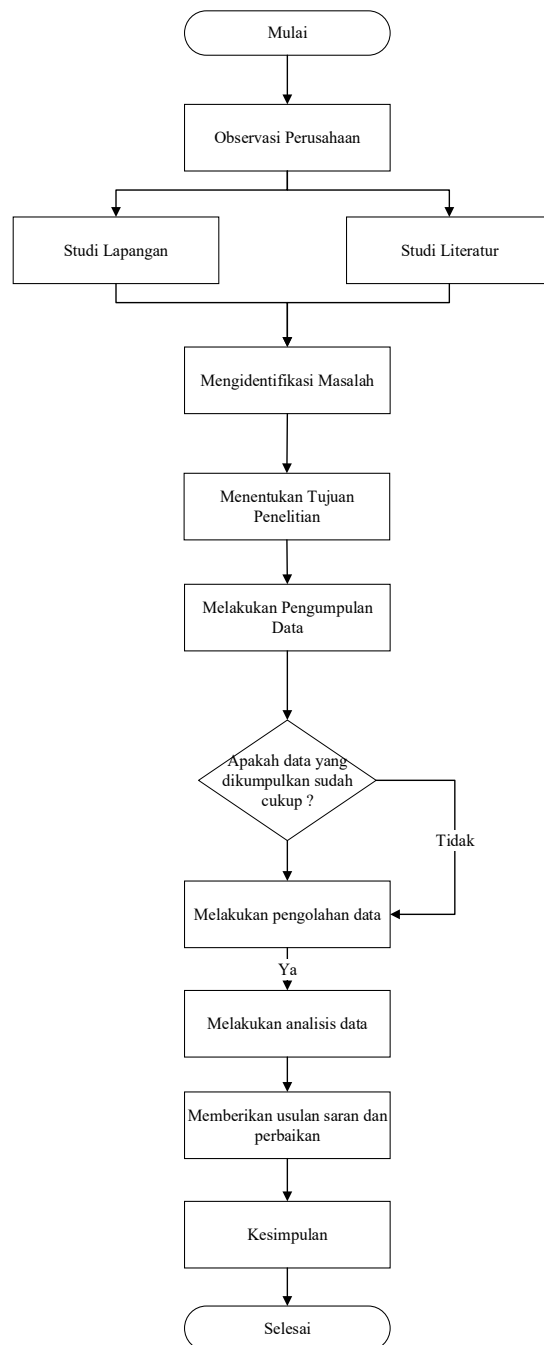 Mulai
Observasi Perusahaan
Studi Lapangan
Studi Literatur
Mengidentifikasi Masalah
Menentukan Tujuan
Penelitian
Melakukan Pengumpulan
Data
Apakah data yang
dikumpulkan sudah
cukup ?
Tidak
Melakukan pengolahan data
Ya
Melakukan analisis data
Memberikan usulan saran dan
perbaikan
Kesimpulan
Selesai